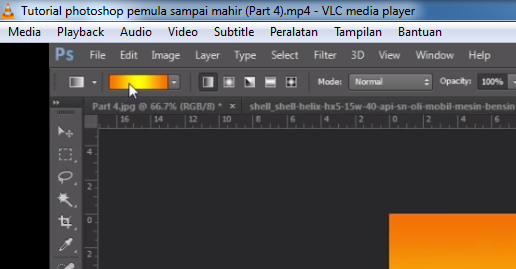 Tutorial photoshop pemula sampai mahir (Part 4).mp4 - VLC media player
Media Playback Audio Video Subtitle Peralatan Tampilan Bantuan
Ps File Edit Image Layer Type Select Filter 3D View Window Help
Mode: Normal Opacity: 100%
Part 4.jpg @ 66.7% (RGB/8) * × shell_shell-helix-hx5-15w-40-api-sn-oli-mobil-mesin-bensin
16 14 12 10 8 6 4 2 0 2 4 6
4
2
0
2